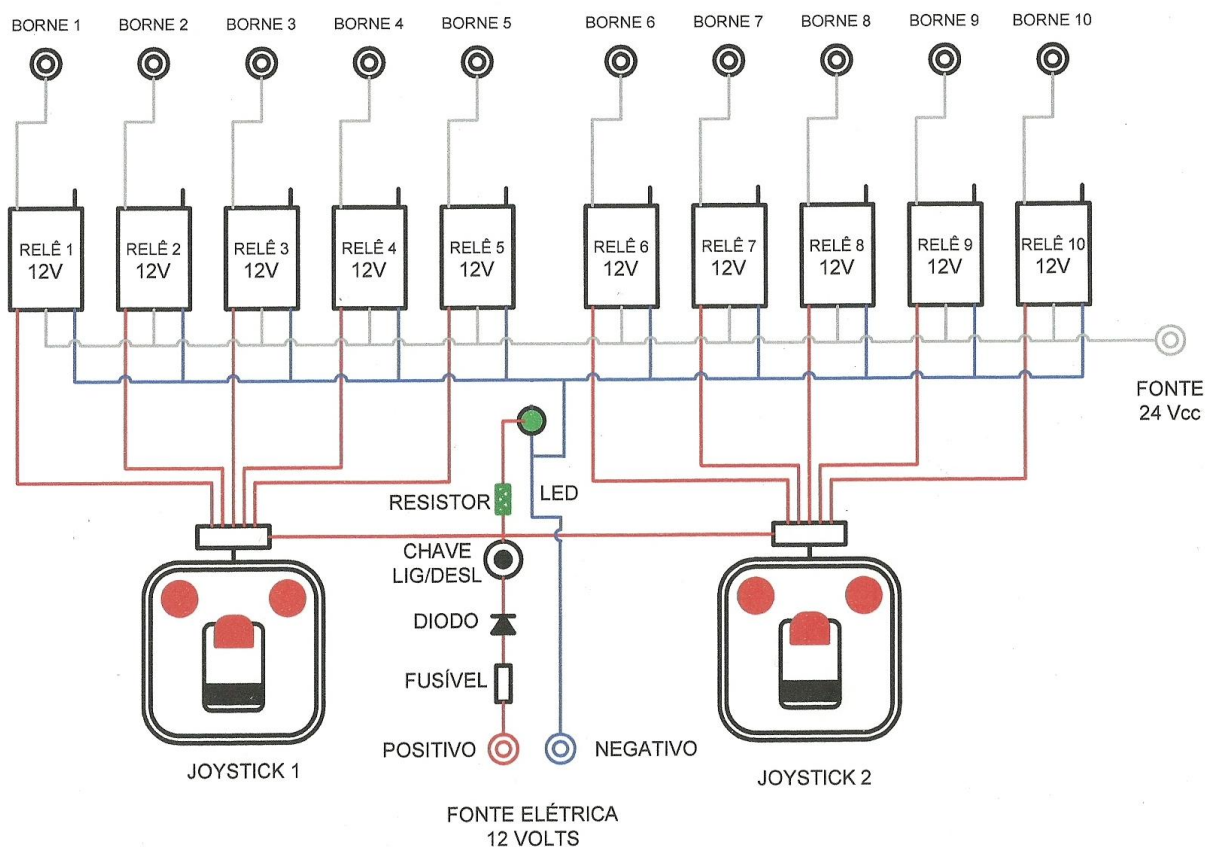 BORNE 1
BORNE 2
BORNE 3
BORNE 4
BORNE 5
BORNE 6
BORNE 7
BORNE 8
BORNE 9
BORNE 10
RELÊ 1
12V
RELÊ 2
12V
RELÊ 3
12V
RELÊ 4
12V
RELÊ 5
12V
RELÊ 6
12V
RELÊ 7
12V
RELÊ 8
12V
RELÊ 9
12V
RELÊ 10
12V
FONTE
24 Vcc
LED
RESISTOR
CHAVE
LIG/DESL
DIODO
FUSÍVEL
POSITIVO
NEGATIVO
JOYSTICK 1
JOYSTICK 2
FONTE ELÉTRICA
12 VOLTS